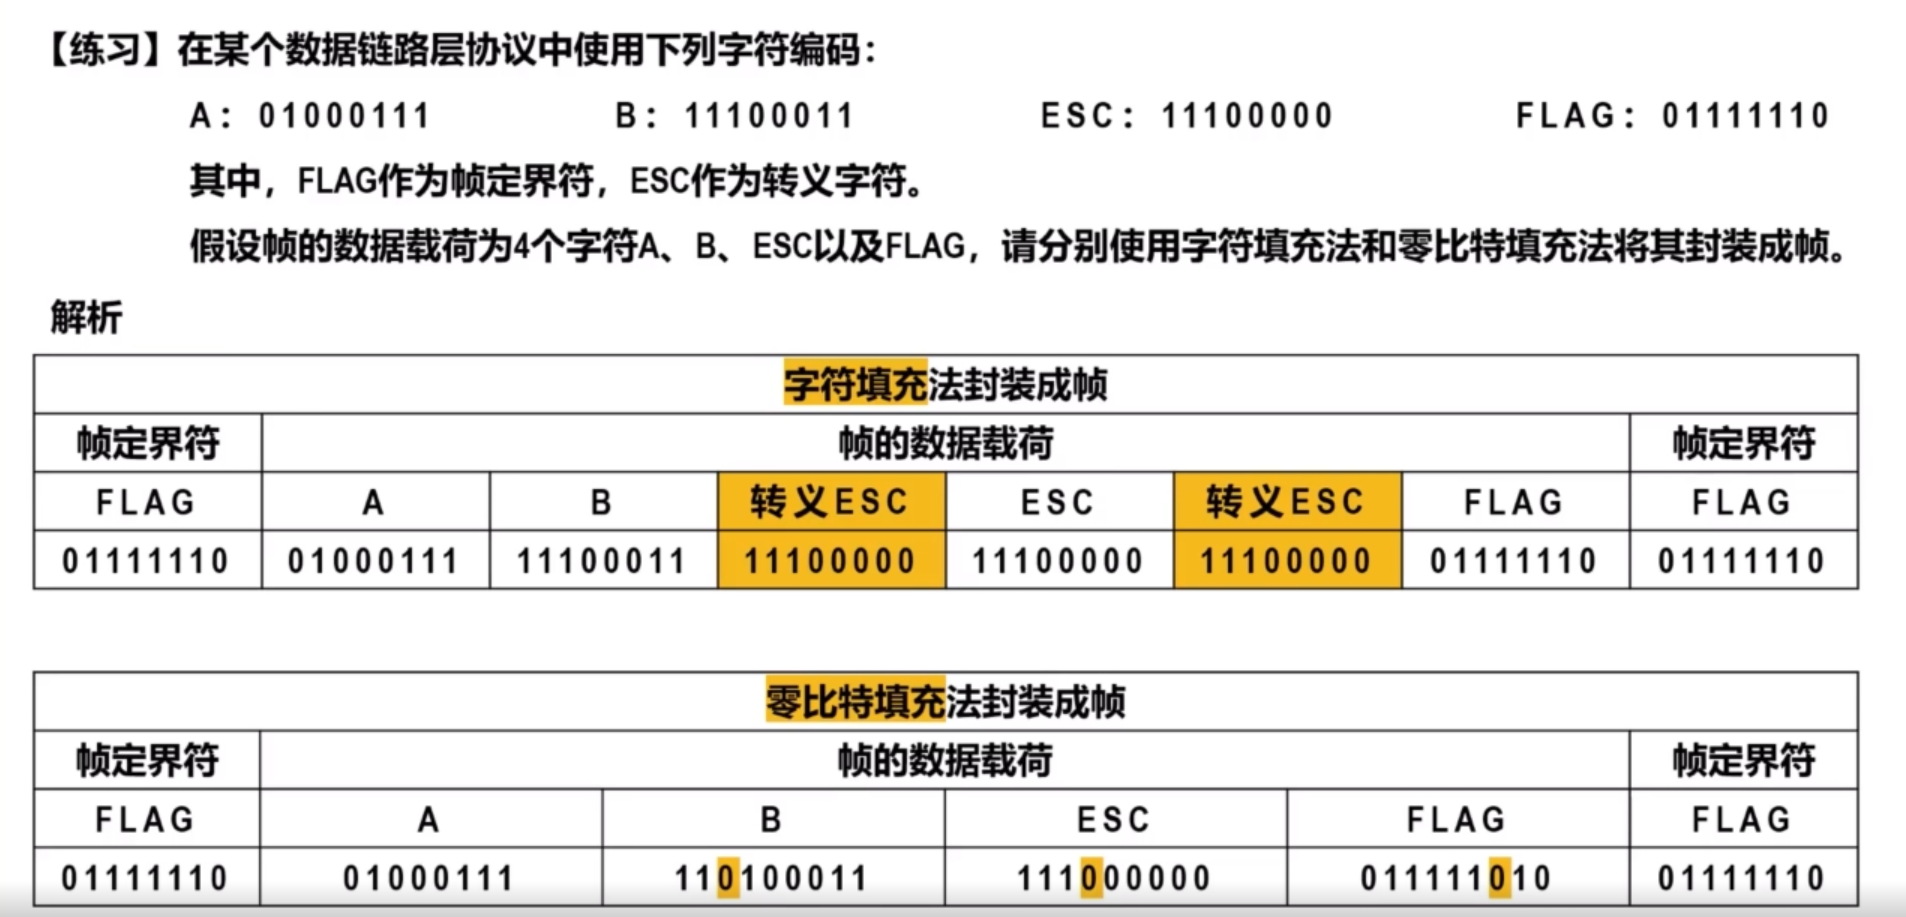 【练习】在某个数据链路层协议中使用下列字符编码：
A：01000111 B：11100011 ESC：11100000 FLAG：01111110
其中，FLAG作为帧定界符，ESC作为转义字符。
假设帧的数据载荷为4个字符A、B、ESC以及FLAG，请分别使用字符填充法和零比特填充法将其封装成帧。
解析
字符填充法封装成帧
帧定界符 帧的数据载荷 帧定界符
FLAG A B 转义ESC ESC 转义ESC FLAG FLAG
01111110 01000111 11100011 11100000 11100000 11100000 01111110 01111110
零比特填充法封装成帧
帧定界符 帧的数据载荷 帧定界符
FLAG A B ESC FLAG FLAG
01111110 01000111 110100011 111000000 011111010 01111110